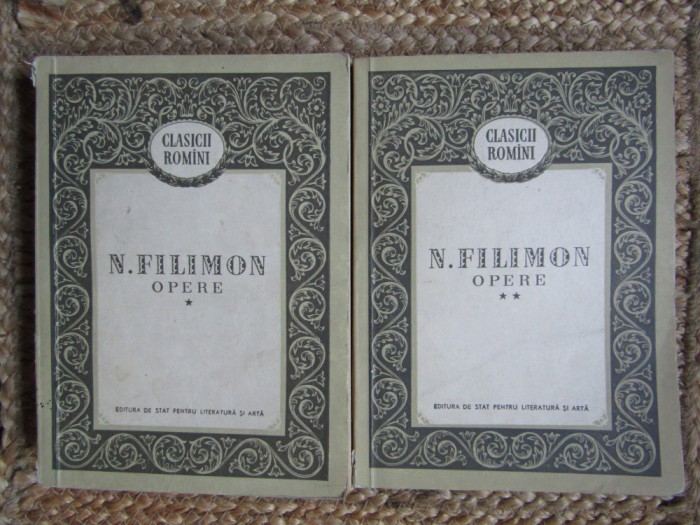 CLASICII
ROMÎNI
N. FILIMON
OPERE
★
EDITURA DE STAT PENTRU LITERATURĂ ȘI ARTĂ
CLASICII
ROMÎNI
N. FILIMON
OPERE
★★
EDITURA DE STAT PENTRU LITERATURĂ ȘI ARTĂ